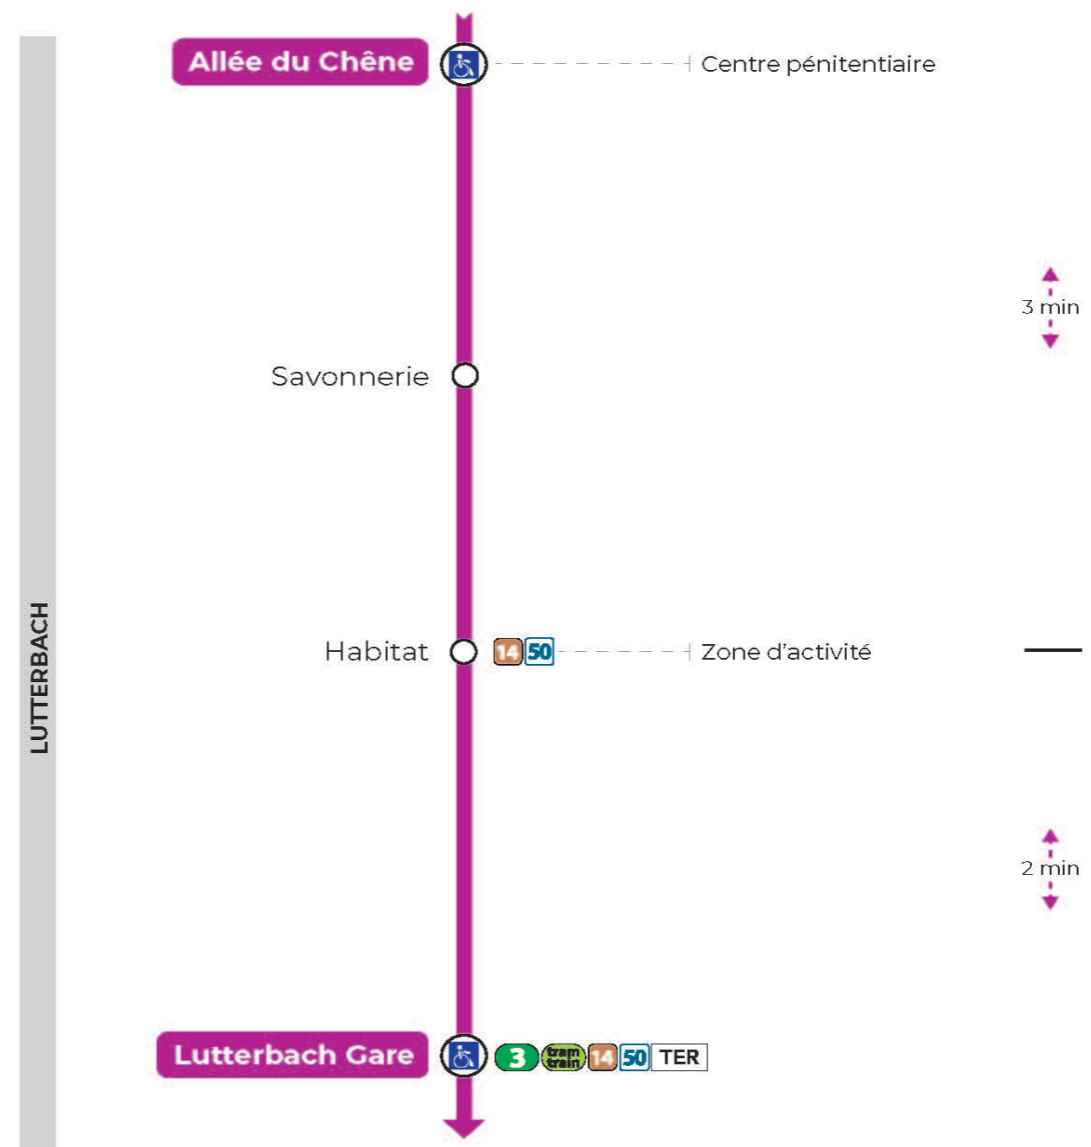 Allée du Chêne
Centre pénitentiaire
3 min
Savonnerie
LUTTERBACH
Habitat
14 50
Zone d'activité
2 min
Lutterbach Gare
3 tram train 14 50 TER